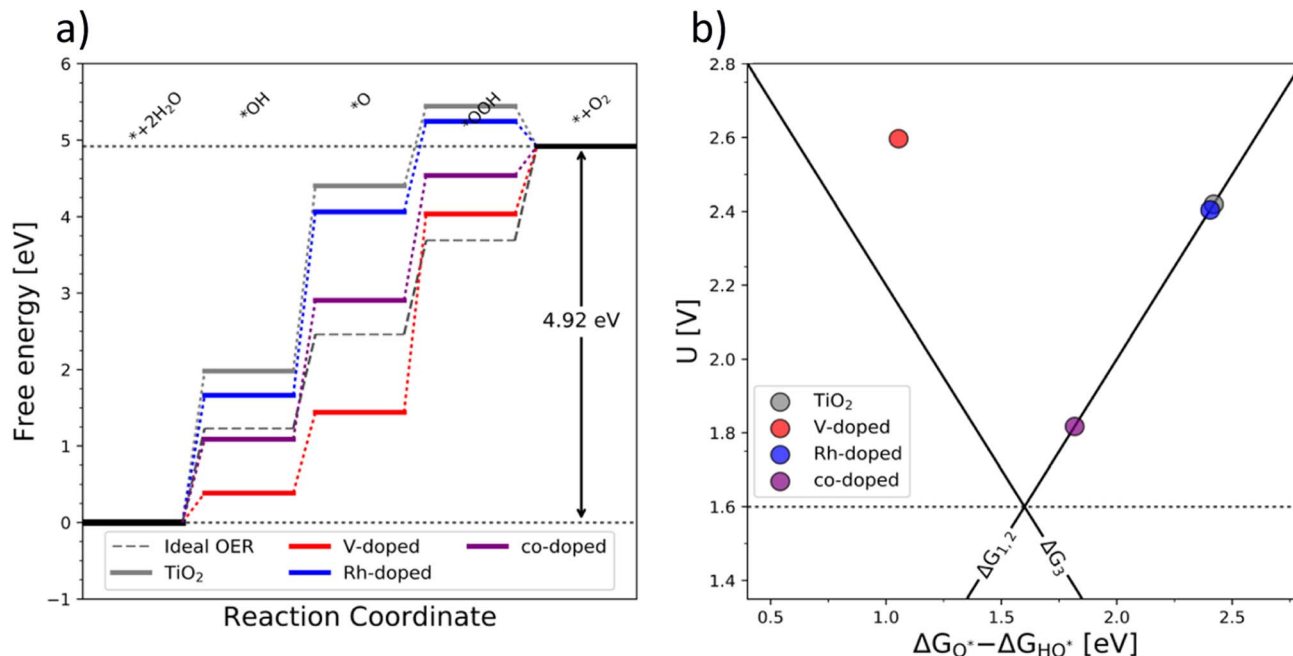 a)
6
5
4
3
2
1
0
−1
Free energy [eV]
*+2H₂O
*OH
*O
*OOH
*+O₂
4.92 eV
Ideal OER
TiO₂
V-doped
Rh-doped
co-doped
Reaction Coordinate
b)
2.8
2.6
2.4
2.2
2.0
1.8
1.6
1.4
U [V]
TiO₂
V-doped
Rh-doped
co-doped
ΔG₁,₂
ΔG₃
0.5 1.0 1.5 2.0 2.5
ΔG_O*−ΔG_HO* [eV]